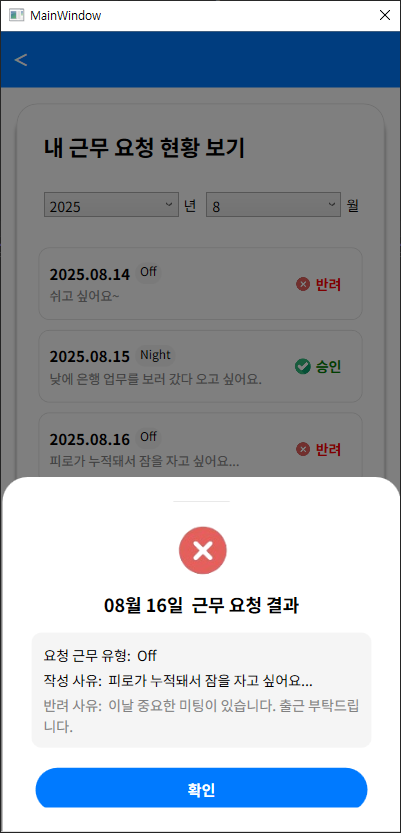 MainWindow
<
내 근무 요청 현황 보기
2025 년 8 월
2025.08.14 Off
쉬고 싶어요~
반려
2025.08.15 Night
낮에 은행 업무를 보러 갔다 오고 싶어요.
승인
2025.08.16 Off
피로가 누적돼서 잠을 자고 싶어요...
반려
08월 16일 근무 요청 결과
요청 근무 유형: Off
작성 사유: 피로가 누적돼서 잠을 자고 싶어요...
반려 사유: 이날 중요한 미팅이 있습니다. 출근 부탁드립
니다.
확인